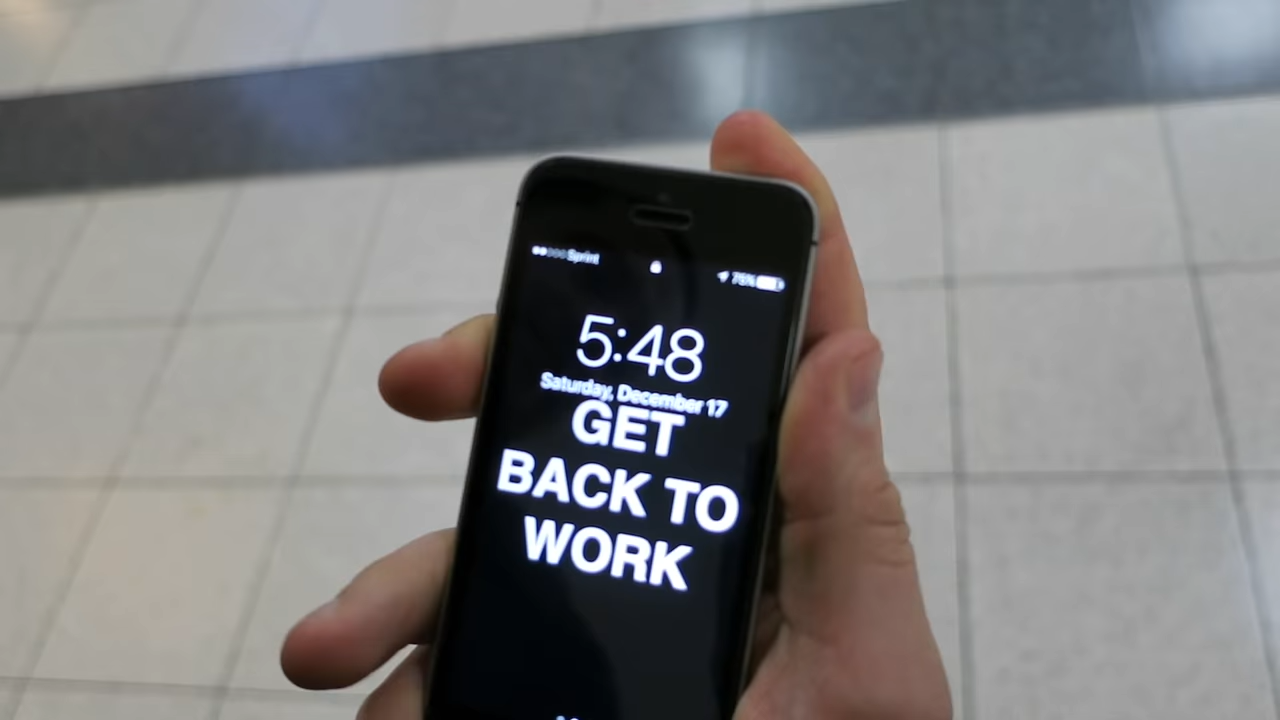 Sprint 75%
5:48
Saturday, December 17
GET
BACK TO
WORK